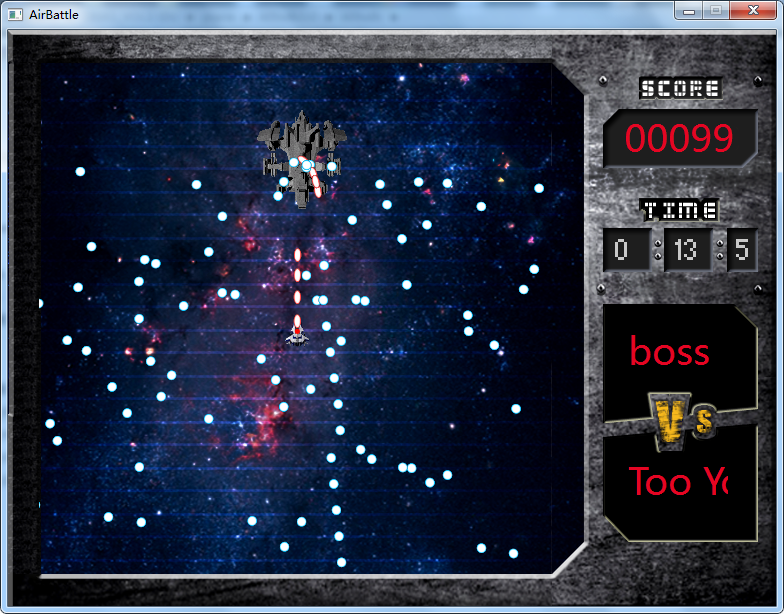 AirBattle
SCORE
00099
TIME
0 : 13 : 5
boss
Vs
Too Yo